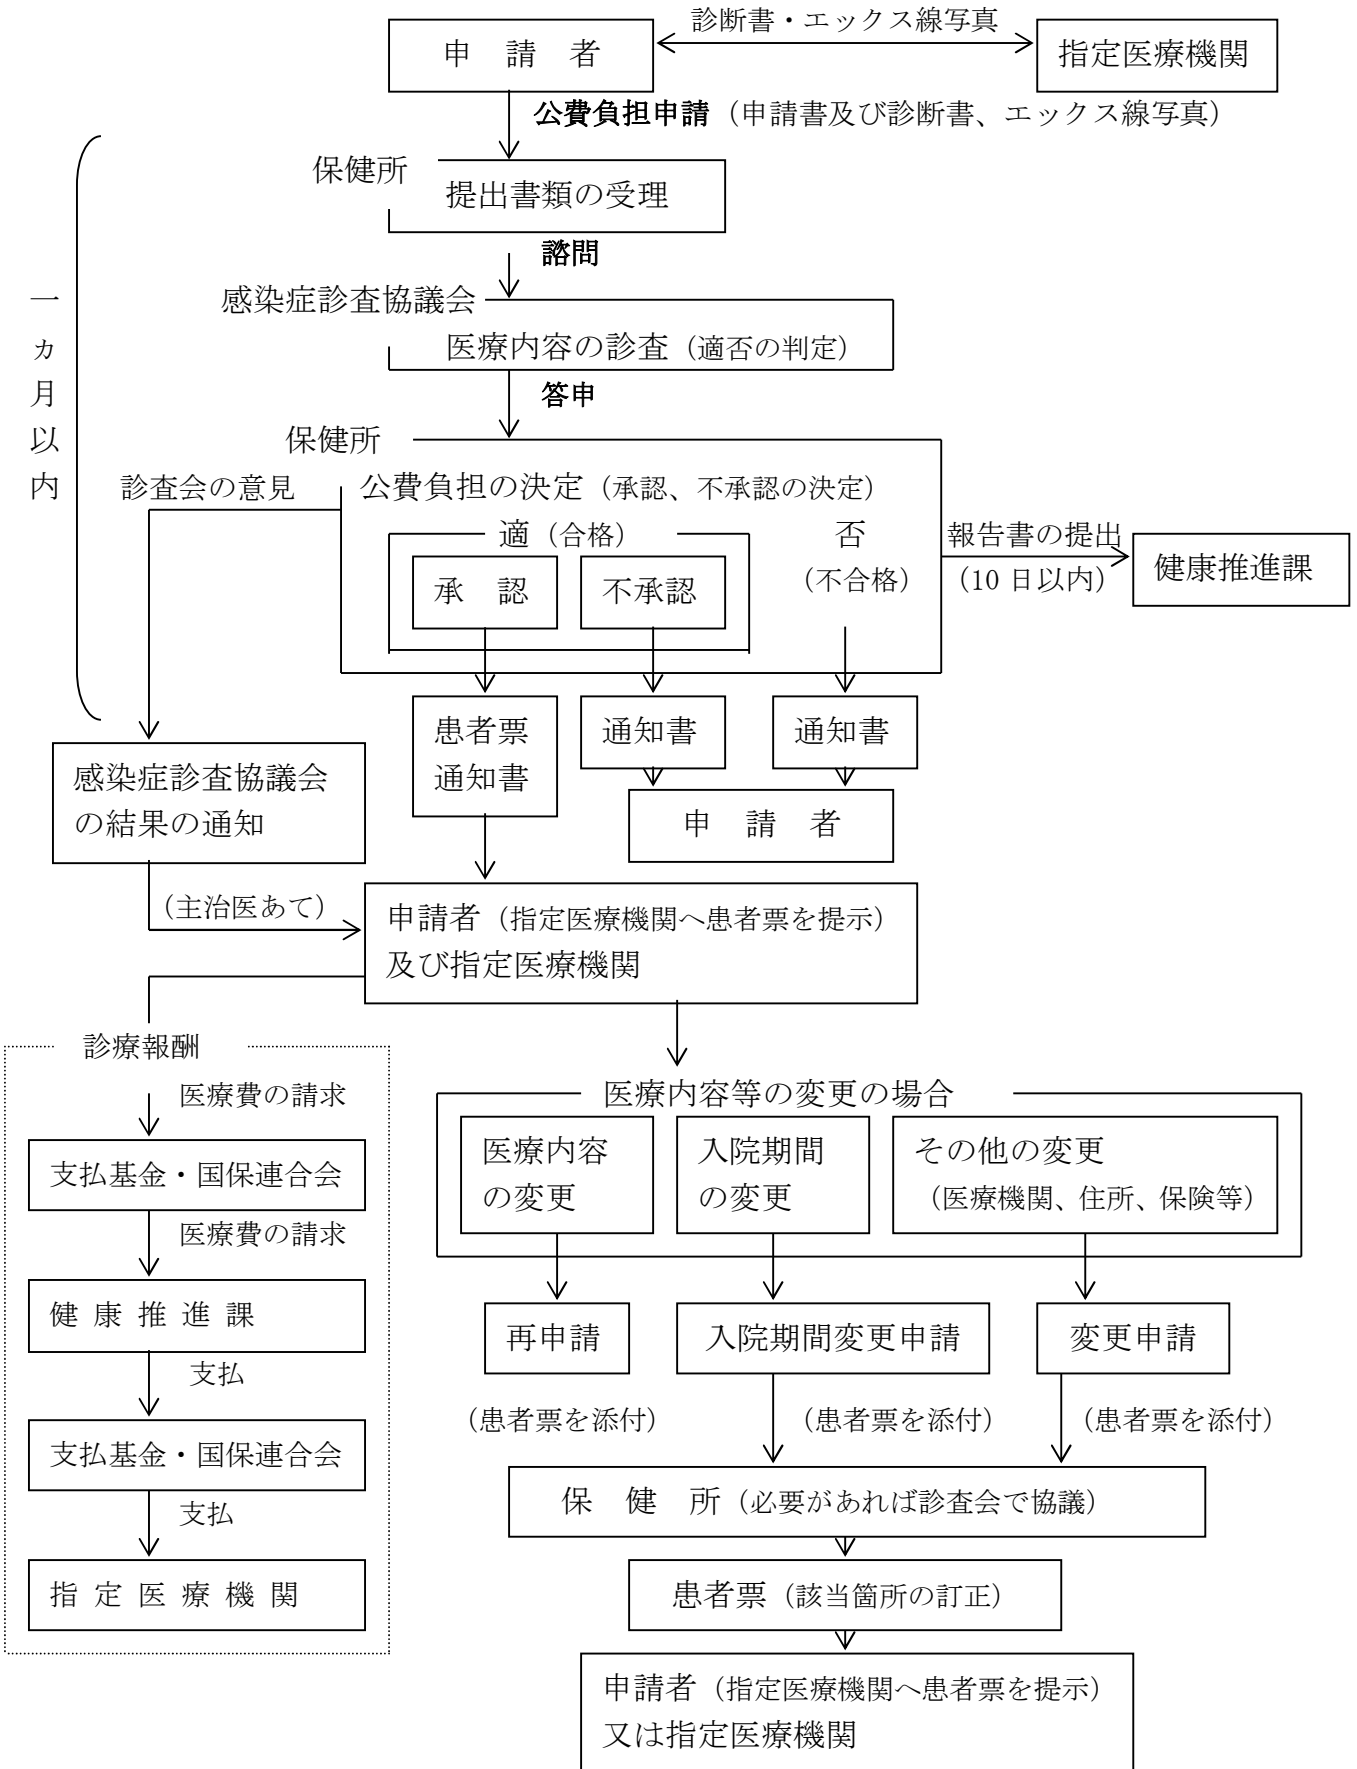 診断書・エックス線写真
申　請　者
指定医療機関
公費負担申請（申請書及び診断書、エックス線写真）
保健所
提出書類の受理
諮問
感染症診査協議会
医療内容の診査（適否の判定）
答申
一ヵ月以内
保健所
診査会の意見
公費負担の決定（承認、不承認の決定）
適（合格）
否
（不合格）
報告書の提出
（10 日以内）
健康推進課
承　認
不承認
患者票
通知書
通知書
通知書
感染症診査協議会
の結果の通知
申　請　者
（主治医あて）
申請者（指定医療機関へ患者票を提示）
及び指定医療機関
診療報酬
医療費の請求
支払基金・国保連合会
医療費の請求
健 康 推 進 課
支払
支払基金・国保連合会
支払
指 定 医 療 機 関
医療内容等の変更の場合
医療内容
の変更
入院期間
の変更
その他の変更
（医療機関、住所、保険等）
再申請
入院期間変更申請
変更申請
（患者票を添付）
（患者票を添付）
（患者票を添付）
保　健　所（必要があれば診査会で協議）
患者票（該当箇所の訂正）
申請者（指定医療機関へ患者票を提示）
又は指定医療機関